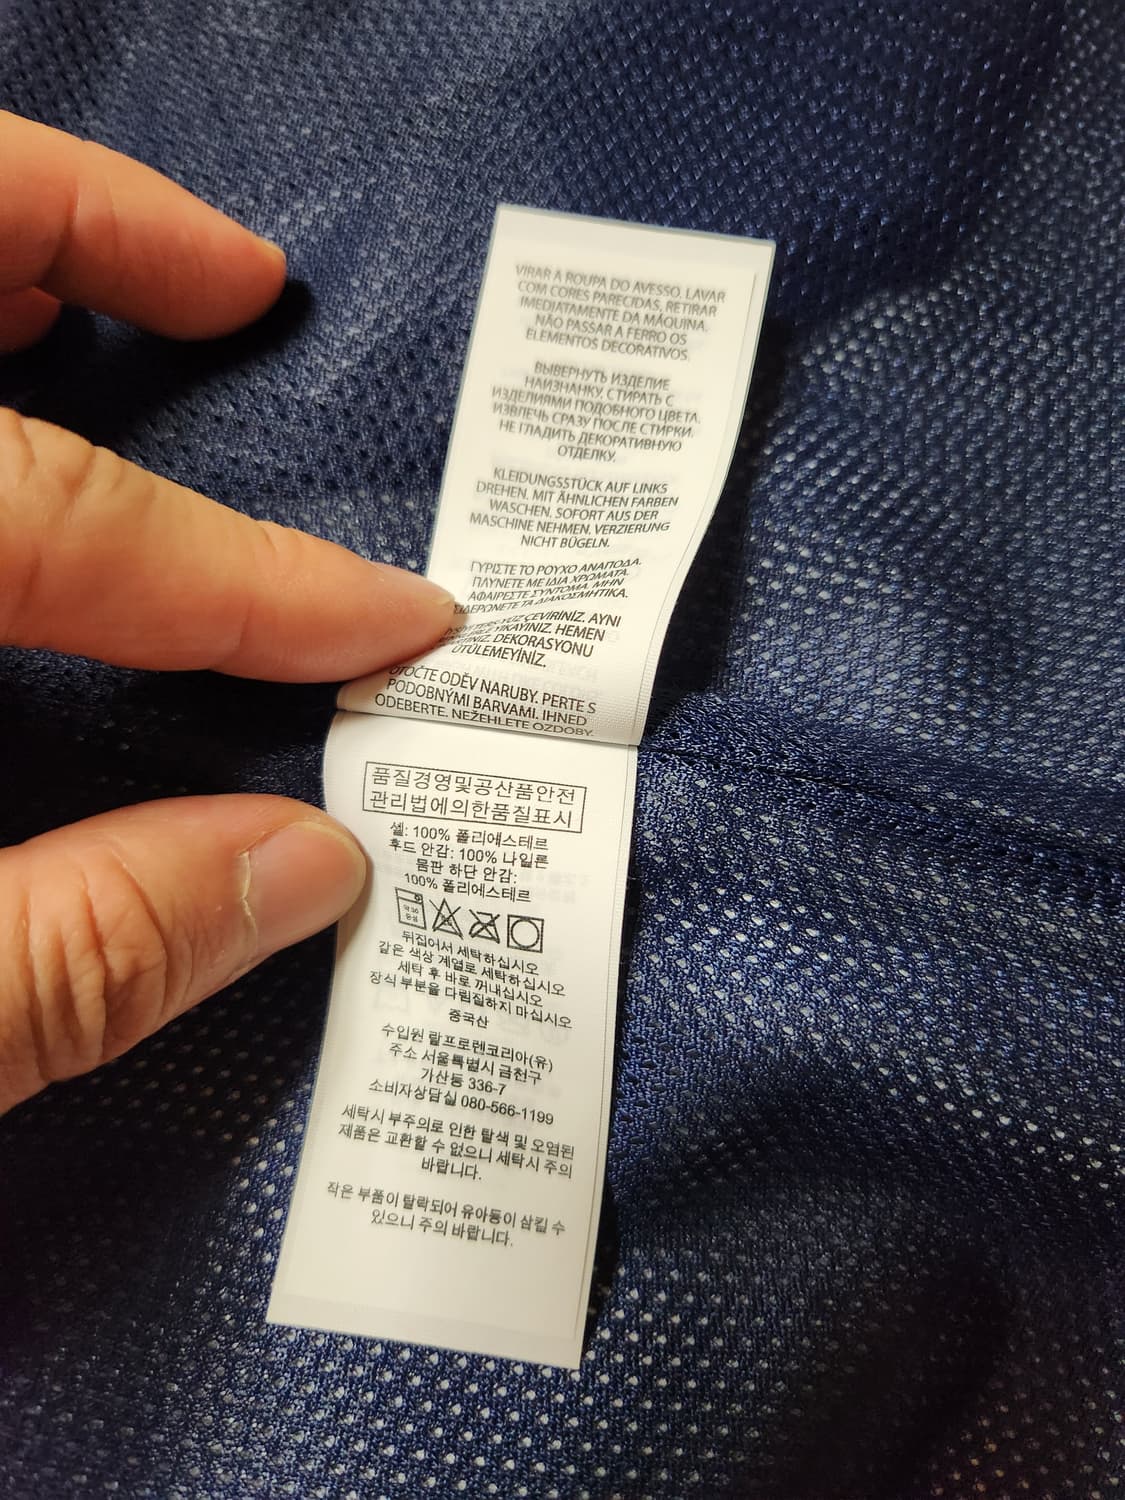 VIRAR A ROUPA DO AVESSO. LAVAR
COM CORES PARECIDAS, RETIRAR
IMEDIATAMENTE DA MÁQUINA.
NÃO PASSAR A FERRO OS
ELEMENTOS DECORATIVOS.
ВЫВЕРНУТЬ ИЗДЕЛИЕ
НАИЗНАНКУ. СТИРАТЬ С
ИЗДЕЛИЯМИ ПОДОБНОГО ЦВЕТА.
ИЗВЛЕЧЬ СРАЗУ ПОСЛЕ СТИРКИ.
НЕ ГЛАДИТЬ ДЕКОРАТИВНУЮ
ОТДЕЛКУ.
KLEIDUNGSSTÜCK AUF LINKS
DREHEN. MIT ÄHNLICHEN FARBEN
WASCHEN, SOFORT AUS DER
MASCHINE NEHMEN, VERZIERUNG
NICHT BÜGELN.
ΓΥΡΙΣΤΕ ΤΟ ΡΟΥΧΟ ΑΝΑΠΟΔΑ.
ΠΛΥΝΕΤΕ ΜΕ ΙΔΙΑ ΧΡΩΜΑΤΑ.
ΑΦΑΙΡΕΣΤΕ ΣΥΝΤΟΜΑ. ΜΗΝ
ΣΙΔΕΡΩΝΕΤΕ ΤΑ ΔΙΑΚΟΣΜΗΤΙΚΑ.
ÇEVİRİNİZ. AYNI
YIKAYINIZ. HEMEN
DEKORASYONU
ÜTÜLEMEYİNİZ.
OTOČTE ODĚV NARUBY. PERTE S
PODOBNÝMI BARVAMI. IHNED
ODEBERTE. NEŽEHLETE OZDOBY.
품질경영및공산품안전
관리법에의한품질표시
셀: 100% 폴리에스테르
후드 안감: 100% 나일론
몸판 하단 안감:
100% 폴리에스테르
약 30
중성
뒤집어서 세탁하십시오
같은 색상 계열로 세탁하십시오
세탁 후 바로 꺼내십시오
장식 부분을 다림질하지 마십시오
중국산
수입원 랄프로렌코리아(유)
주소 서울특별시 금천구
가산동 336-7
소비자상담실 080-566-1199
세탁시 부주의로 인한 탈색 및 오염된
제품은 교환할 수 없으니 세탁시 주의
바랍니다.
작은 부품이 탈락되어 유아동이 삼킬 수
있으니 주의 바랍니다.